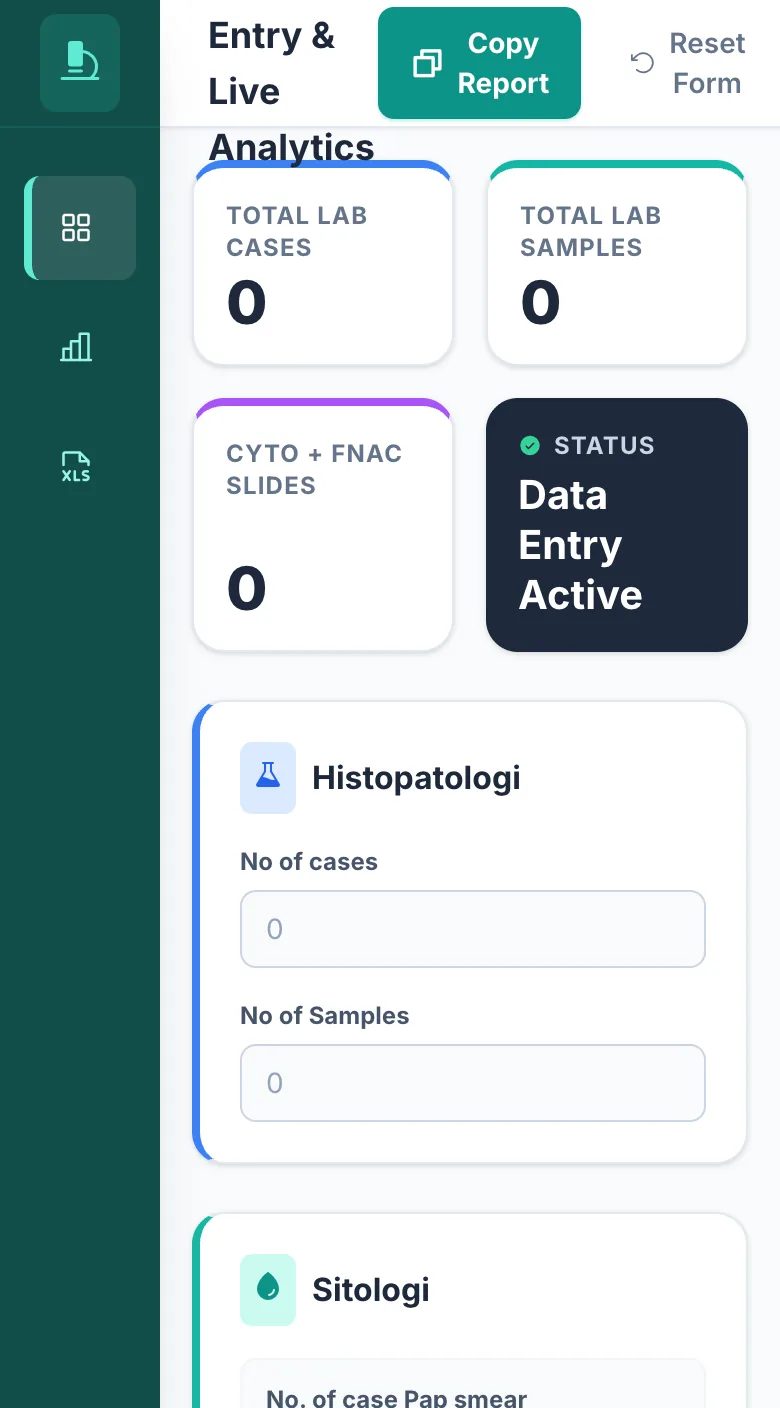 Entry &
Live
Analytics
Copy
Report
Reset
Form
TOTAL LAB
CASES
0
TOTAL LAB
SAMPLES
0
CYTO + FNAC
SLIDES
0
STATUS
Data
Entry
Active
XLS
Histopatologi
No of cases
0
No of Samples
0
Sitologi
No. of case Pap smear